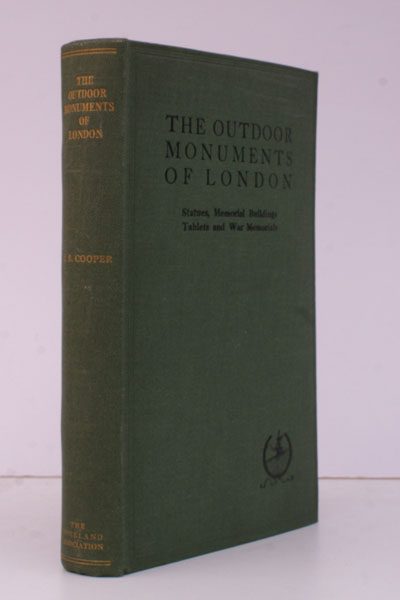 THE
OUTDOOR
MONUMENTS
OF
LONDON
COOPER
THE
ASSOCIATION
THE OUTDOOR
MONUMENTS
OF LONDON
Statues, Memorial Buildings
Tablets and War Memorials